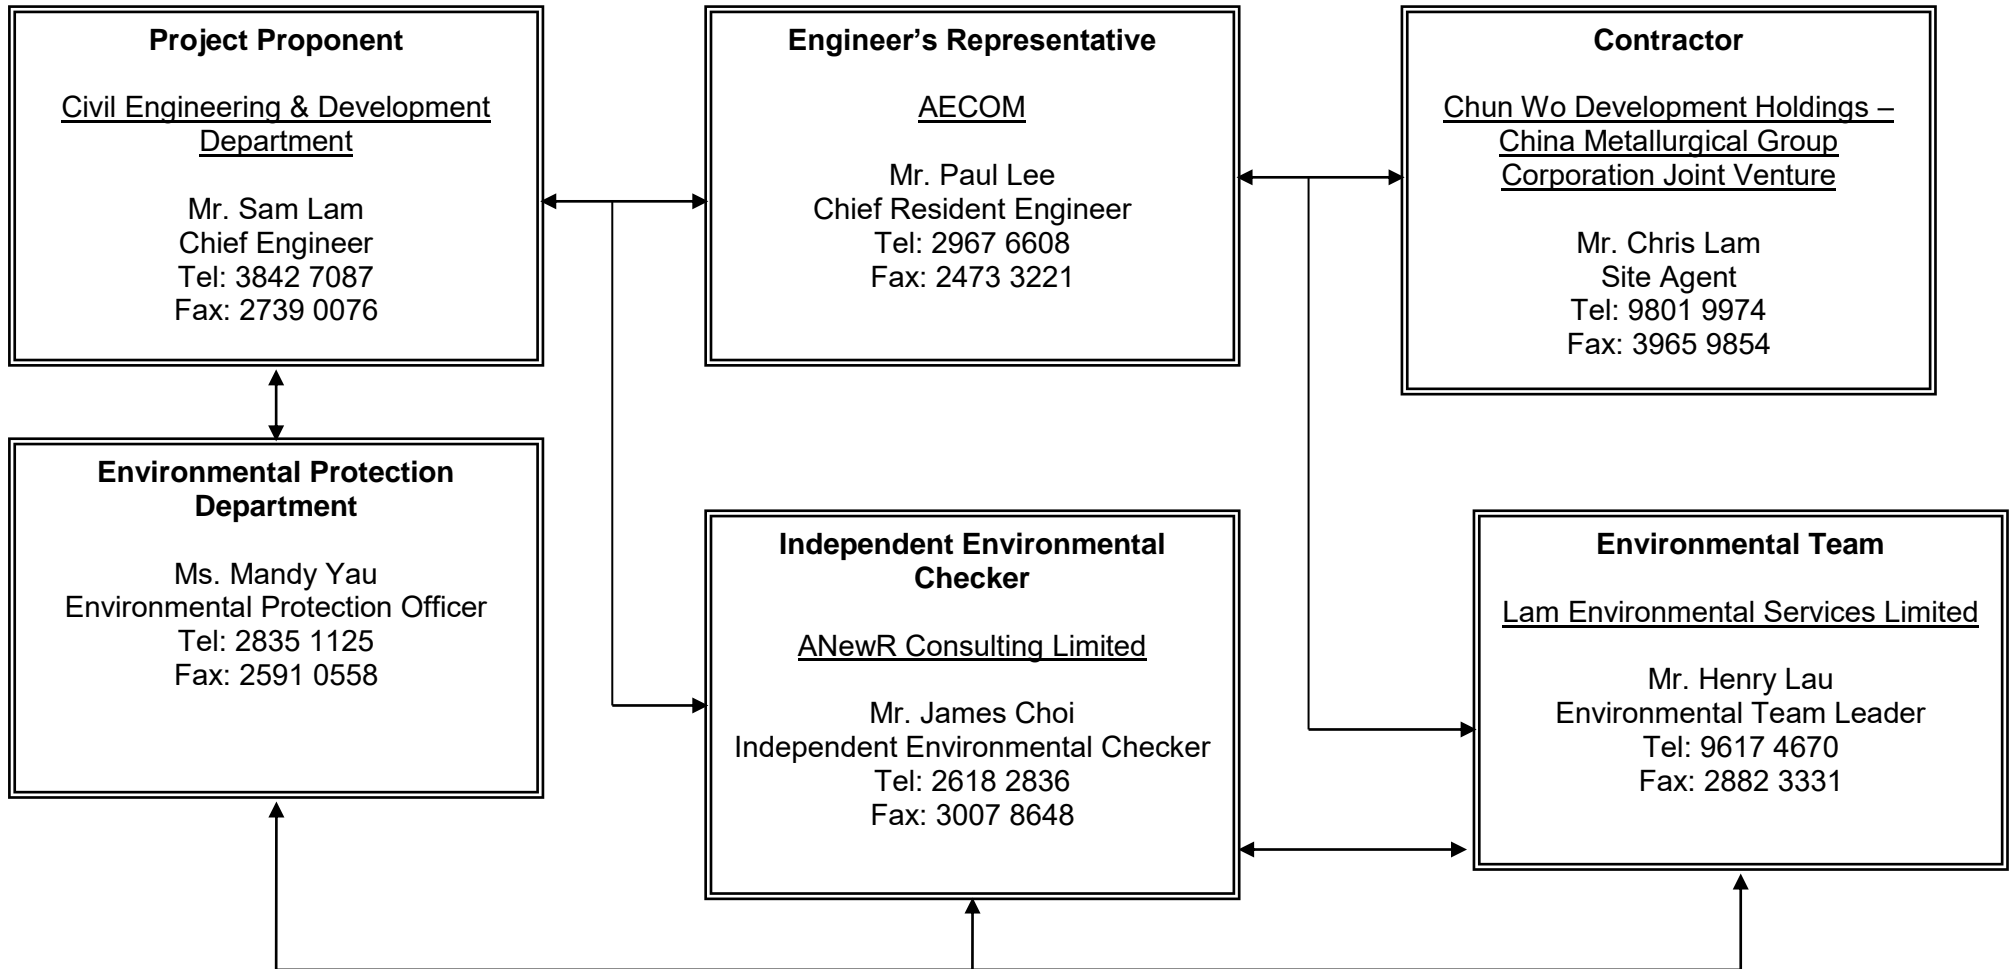 Project Proponent
Civil Engineering & Development
Department
Mr. Sam Lam
Chief Engineer
Tel: 3842 7087
Fax: 2739 0076
Engineer’s Representative
AECOM
Mr. Paul Lee
Chief Resident Engineer
Tel: 2967 6608
Fax: 2473 3221
Contractor
Chun Wo Development Holdings –
China Metallurgical Group
Corporation Joint Venture
Mr. Chris Lam
Site Agent
Tel: 9801 9974
Fax: 3965 9854
Environmental Protection
Department
Ms. Mandy Yau
Environmental Protection Officer
Tel: 2835 1125
Fax: 2591 0558
Independent Environmental
Checker
ANewR Consulting Limited
Mr. James Choi
Independent Environmental Checker
Tel: 2618 2836
Fax: 3007 8648
Environmental Team
Lam Environmental Services Limited
Mr. Henry Lau
Environmental Team Leader
Tel: 9617 4670
Fax: 2882 3331